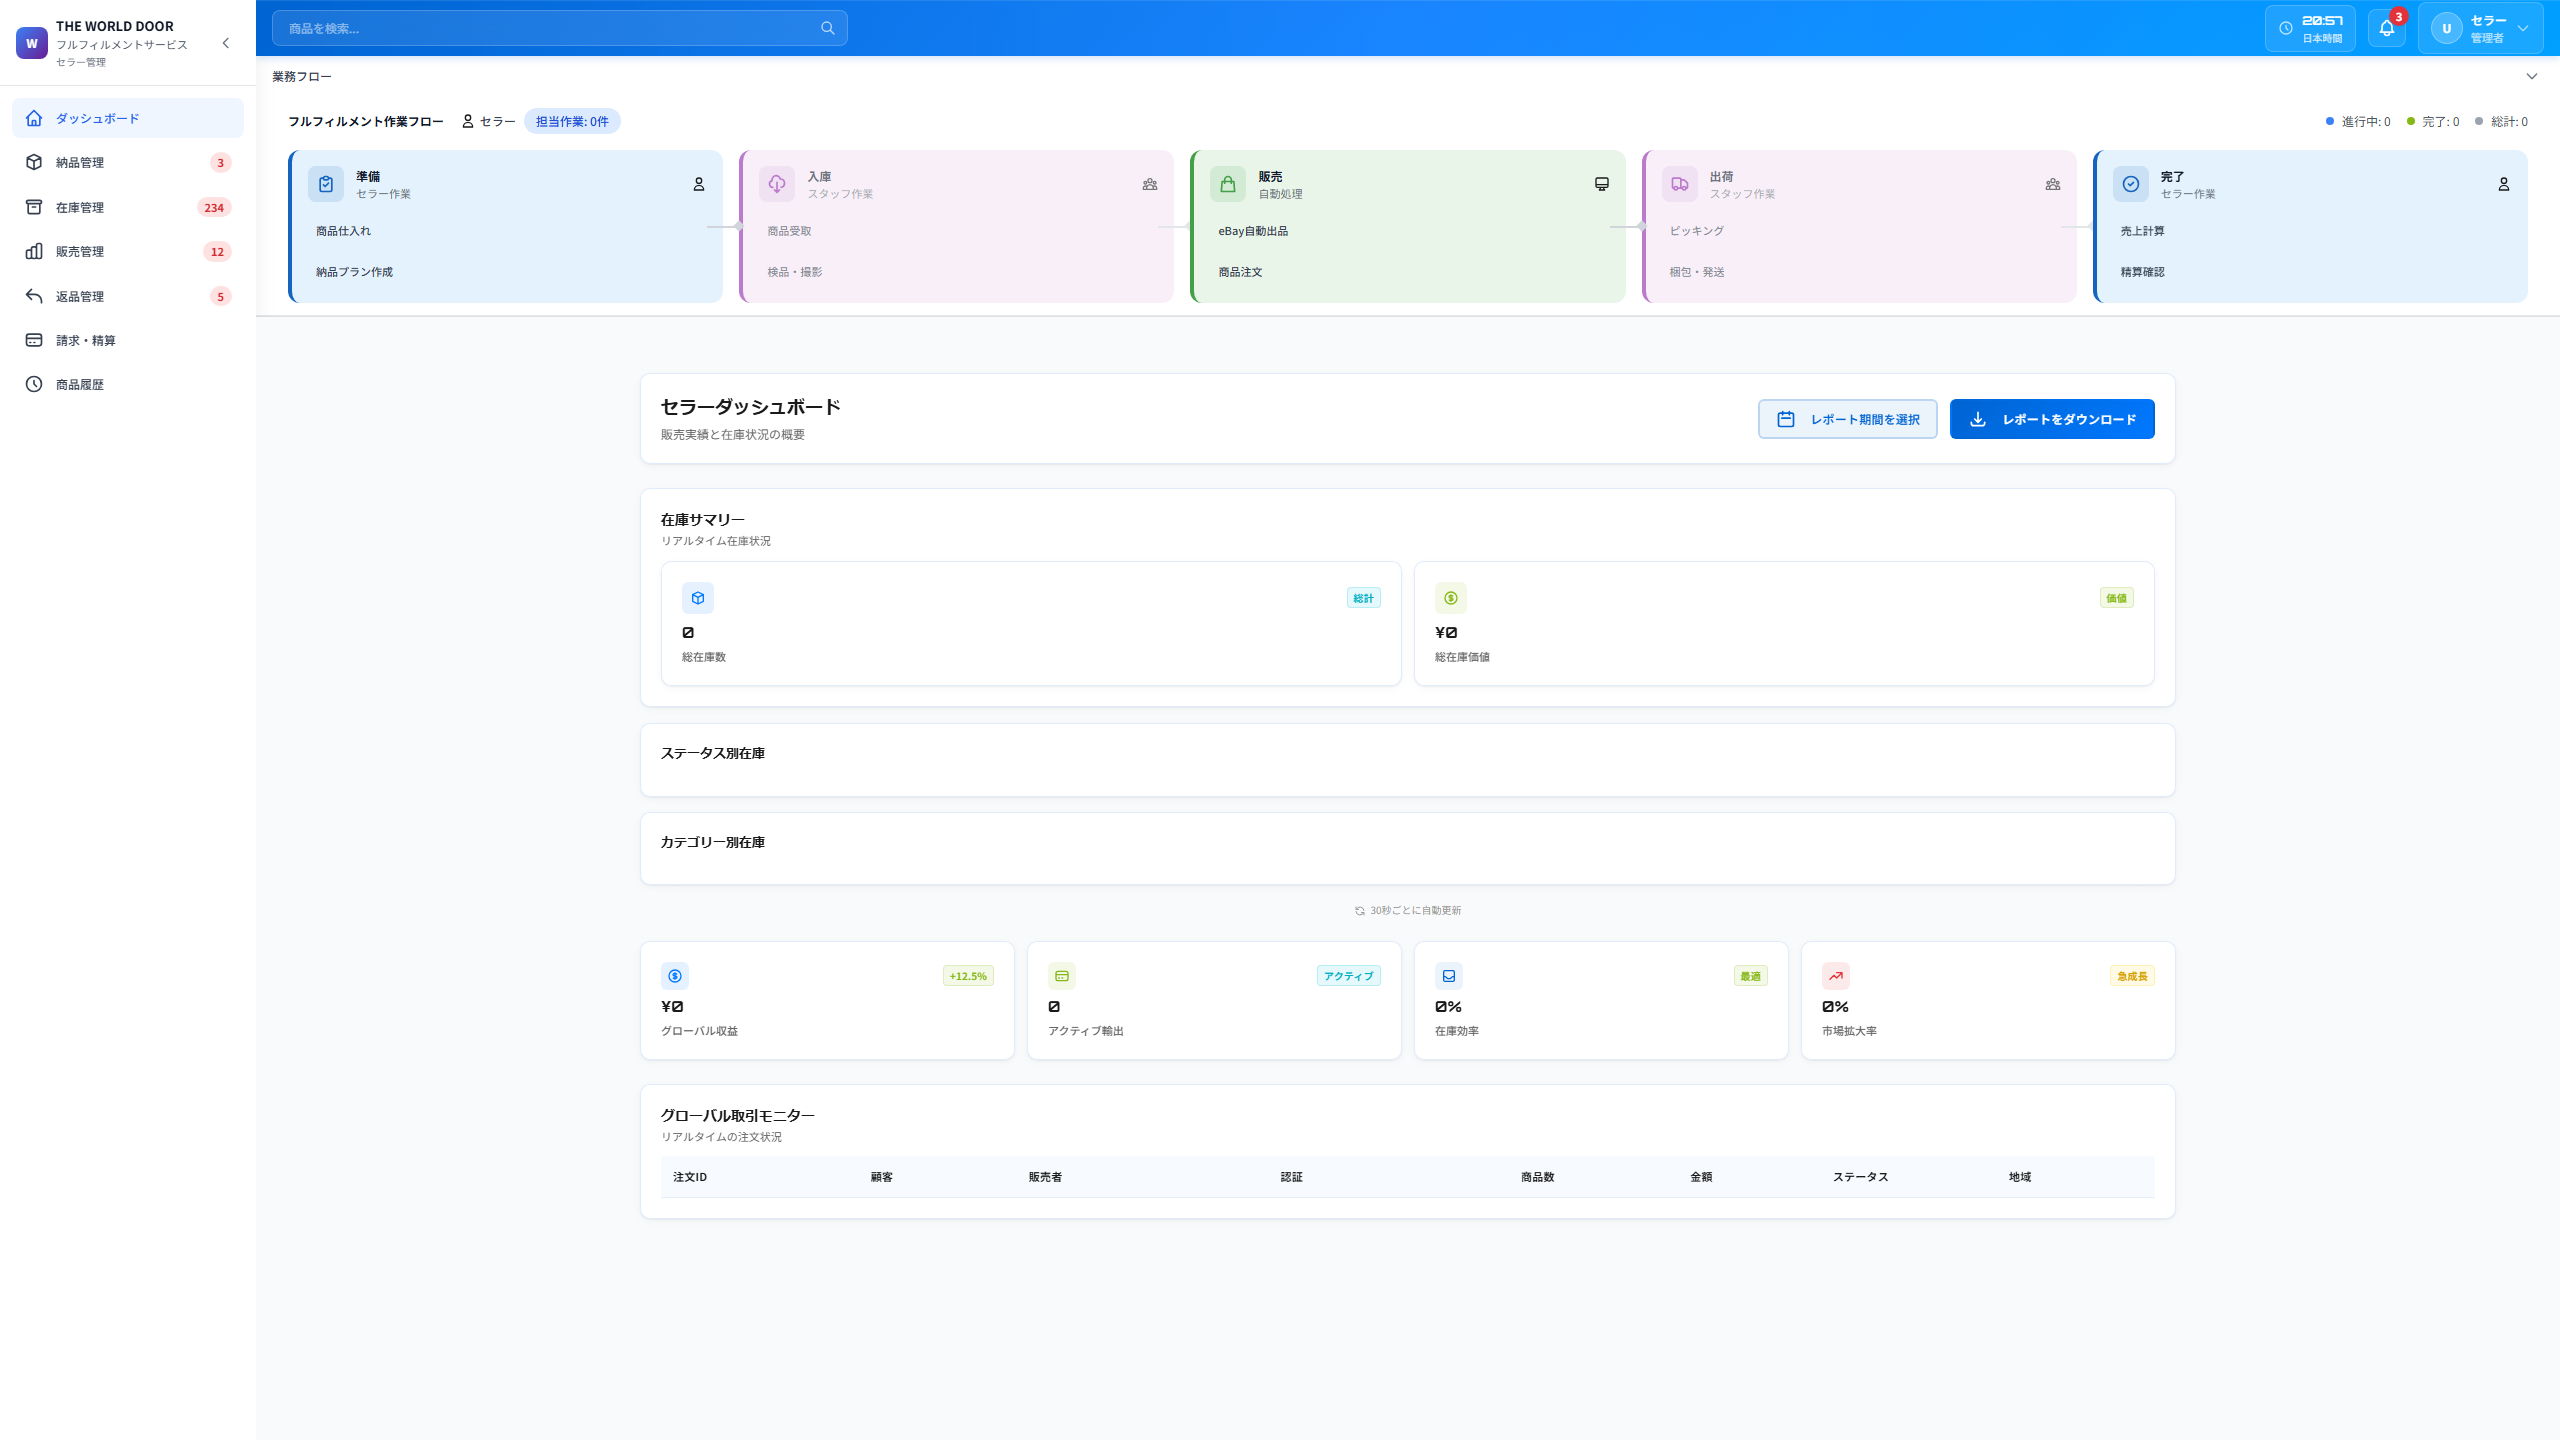 W
THE WORLD DOOR
フルフィルメントサービス
セラー管理
ダッシュボード
納品管理 3
在庫管理 234
販売管理 12
返品管理 5
請求・精算
商品履歴
商品を検索...
20:57
日本時間
3
U
セラー
管理者
業務フロー
フルフィルメント作業フロー セラー 担当作業: 0件
進行中: 0 完了: 0 総計: 0
準備
セラー作業
商品仕入れ
納品プラン作成
入庫
スタッフ作業
商品受取
検品・撮影
販売
自動処理
eBay自動出品
商品注文
出荷
スタッフ作業
ピッキング
梱包・発送
完了
セラー作業
売上計算
精算確認
セラーダッシュボード
販売実績と在庫状況の概要
レポート期間を選択
レポートをダウンロード
在庫サマリー
リアルタイム在庫状況
総計
0
総在庫数
価値
¥0
総在庫価値
ステータス別在庫
カテゴリー別在庫
30秒ごとに自動更新
+12.5%
¥0
グローバル収益
アクティブ
0
アクティブ輸出
最適
0%
在庫効率
急成長
0%
市場拡大率
グローバル取引モニター
リアルタイムの注文状況
注文ID 顧客 販売者 認証 商品数 金額 ステータス 地域